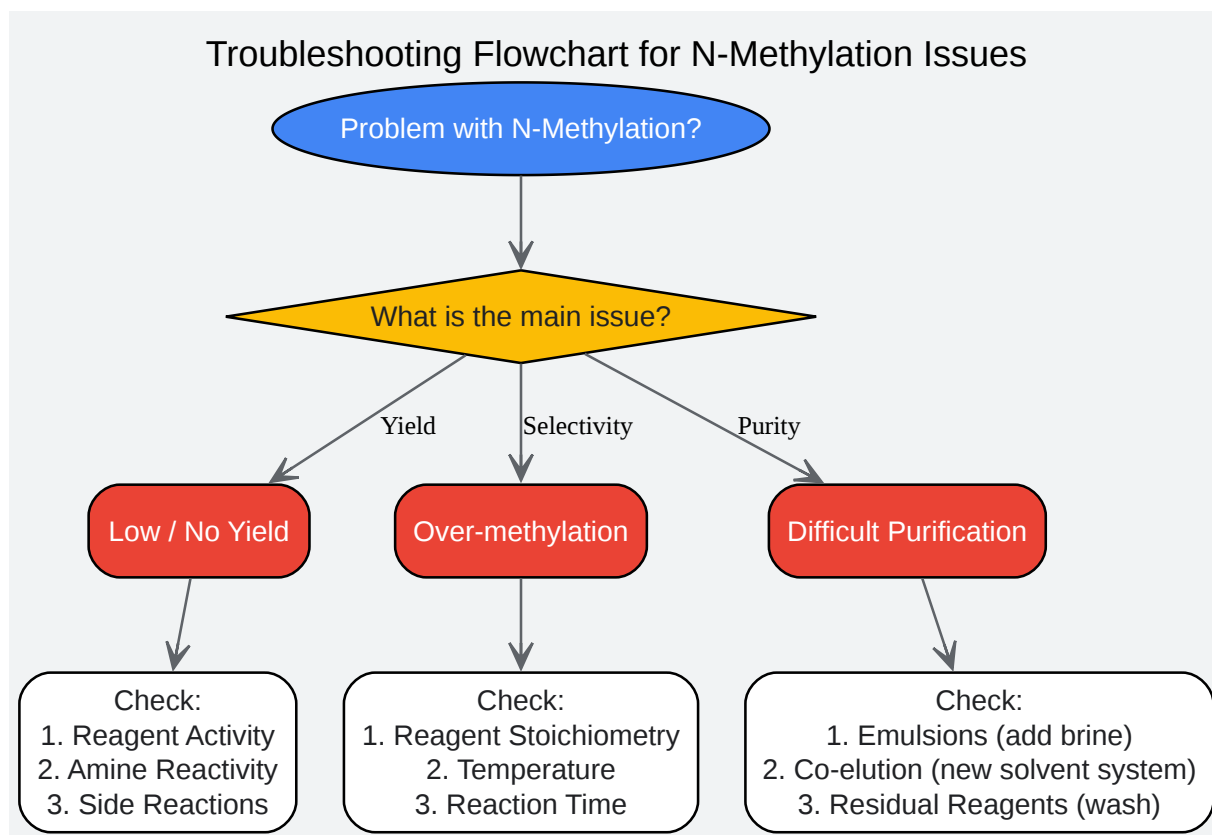 Troubleshooting Flowchart for N-Methylation Issues
Problem with N-Methylation?
What is the main issue?
Yield
Selectivity
Purity
Low / No Yield
Over-methylation
Difficult Purification
Check:
1. Reagent Activity
2. Amine Reactivity
3. Side Reactions
Check:
1. Reagent Stoichiometry
2. Temperature
3. Reaction Time
Check:
1. Emulsions (add brine)
2. Co-elution (new solvent system)
3. Residual Reagents (wash)